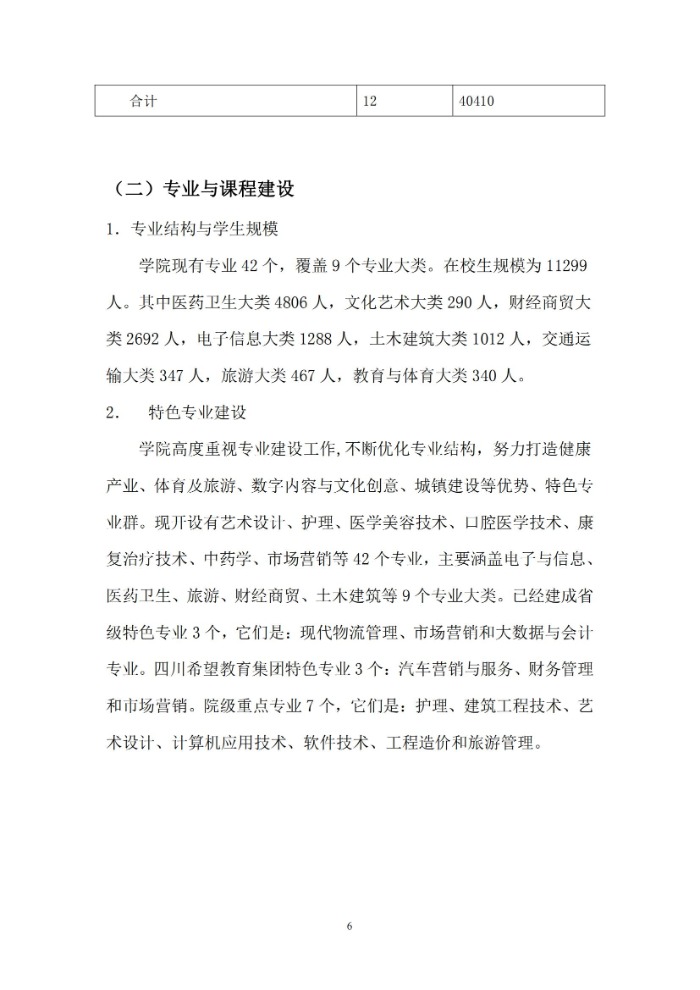 合计 12 40410
（二）专业与课程建设
1. 专业结构与学生规模
学院现有专业 42 个，覆盖 9 个专业大类。在校生规模为 11299
人。其中医药卫生大类 4806 人，文化艺术大类 290 人，财经商贸大
类 2692 人，电子信息大类 1288 人，土木建筑大类 1012 人，交通运
输大类 347 人，旅游大类 467 人，教育与体育大类 340 人。
2. 特色专业建设
学院高度重视专业建设工作,不断优化专业结构，努力打造健康
产业、体育及旅游、数字内容与文化创意、城镇建设等优势、特色专
业群。现开设有艺术设计、护理、医学美容技术、口腔医学技术、康
复治疗技术、中药学、市场营销等 42 个专业，主要涵盖电子与信息、
医药卫生、旅游、财经商贸、土木建筑等 9 个专业大类。已经建成省
级特色专业 3 个，它们是：现代物流管理、市场营销和大数据与会计
专业。四川希望教育集团特色专业 3 个：汽车营销与服务、财务管理
和市场营销。院级重点专业 7 个，它们是：护理、建筑工程技术、艺
术设计、计算机应用技术、软件技术、工程造价和旅游管理。
6